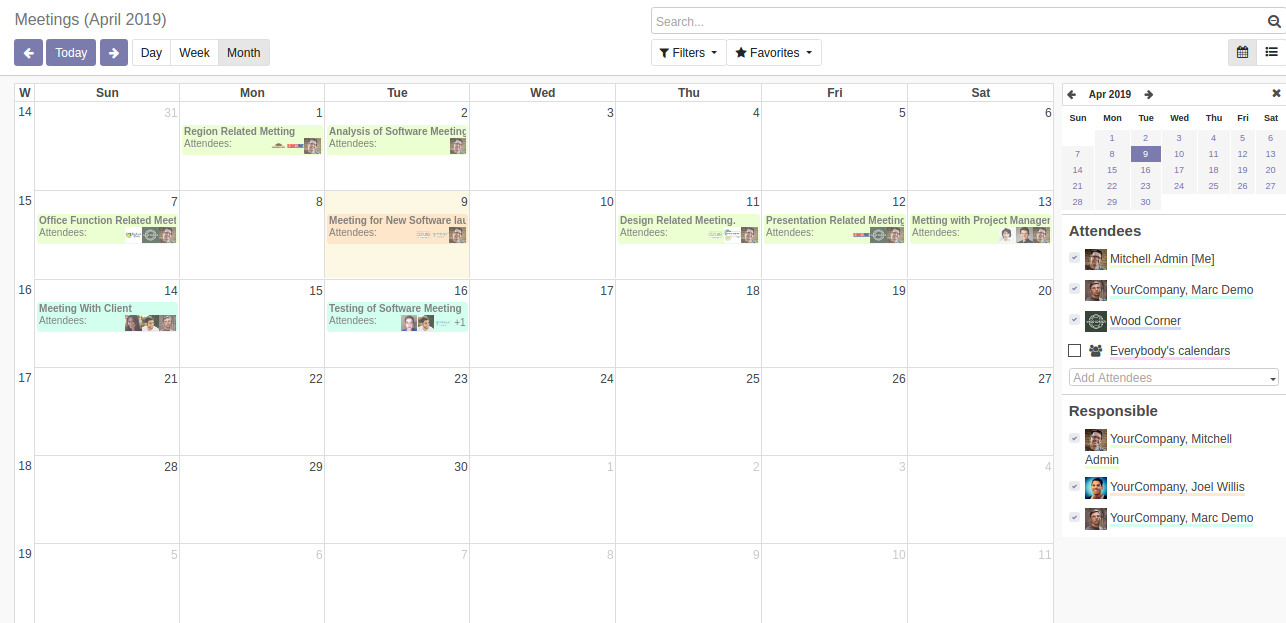 Meetings (April 2019)
Search...
Today
Day Week Month
Filters Favorites
W Sun Mon Tue Wed Thu Fri Sat
14 31 1 2 3 4 5 6
Region Related Metting Analysis of Software Meeting
Attendees: Attendees:
15 7 8 9 10 11 12 13
Office Function Related Meet Meeting for New Software lau Design Related Meeting. Presentation Related Meeting Metting with Project Manager
Attendees: Attendees: Attendees: Attendees: Attendees:
16 14 15 16 17 18 19 20
Meeting With Client Testing of Software Meeting
Attendees: Attendees: +1
17 21 22 23 24 25 26 27
18 28 29 30 1 2 3 4
19 5 6 7 8 9 10 11
Apr 2019
Sun Mon Tue Wed Thu Fri Sat
1 2 3 4 5 6
7 8 9 10 11 12 13
14 15 16 17 18 19 20
21 22 23 24 25 26 27
28 29 30
Attendees
Mitchell Admin [Me]
YourCompany, Marc Demo
Wood Corner
Everybody's calendars
Add Attendees
Responsible
YourCompany, Mitchell
Admin
YourCompany, Joel Willis
YourCompany, Marc Demo